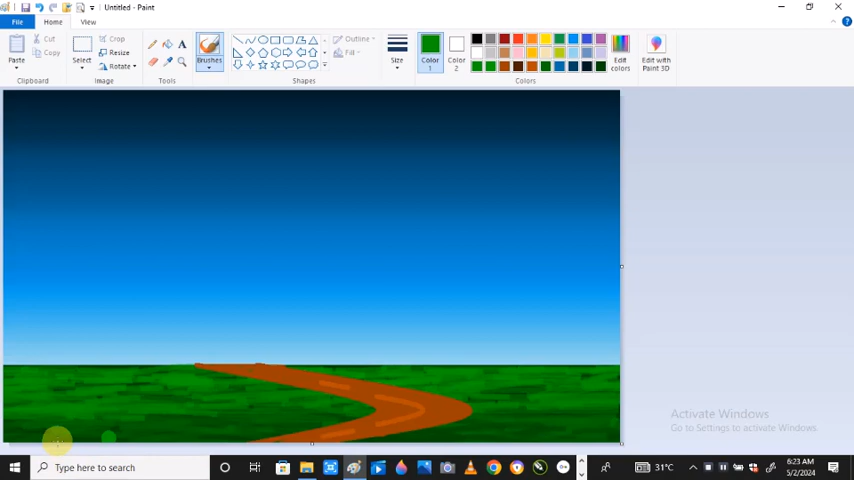 Untitled - Paint
File Home View
Paste
Cut
Copy
Clipboard
Select
Crop
Resize
Rotate
Image
A
Tools
Brushes
Outline
Fill
Shapes
Size
Color
1
Color
2
Edit
colors
Colors
Edit with
Paint 3D
Activate Windows
Go to Settings to activate Windows.
Type here to search
31°C
6:23 AM
5/2/2024